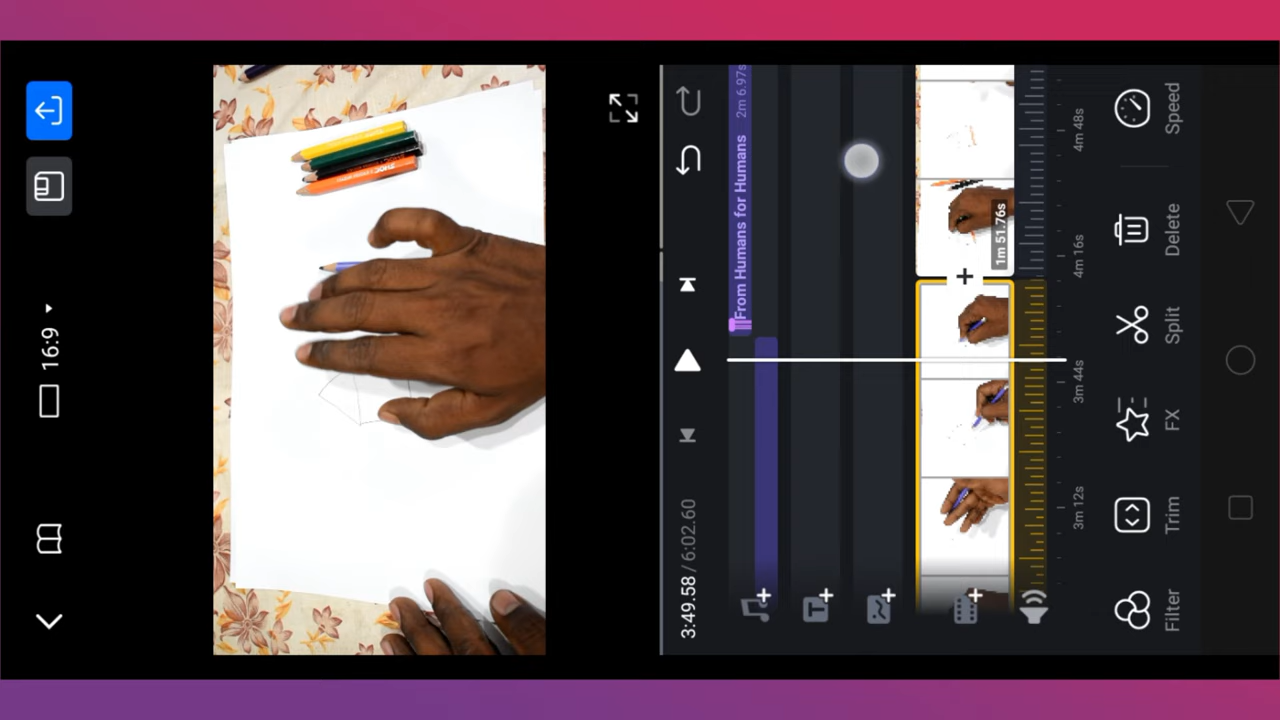 16:9
3:49.58 / 6:02.60
From Humans for Humans 2m 6.97s
1m 51.76s
3m 12s
3m 44s
4m 16s
4m 48s
Filter
Trim
FX
Split
Delete
Speed